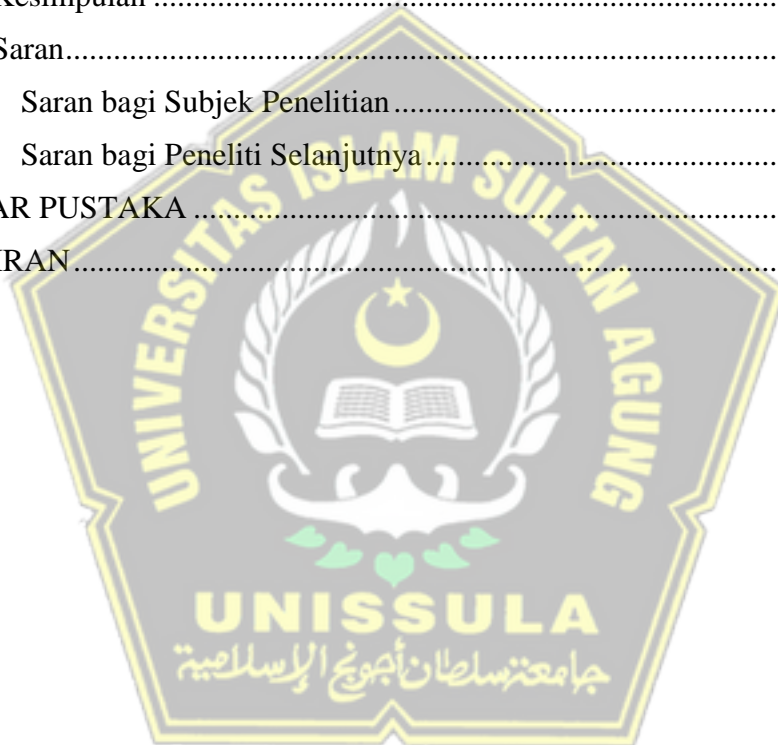 Kesimpulan ........................................
Saran........................................
Saran bagi Subjek Penelitian ........................................
Saran bagi Peneliti Selanjutnya ........................................
AR PUSTAKA ........................................
IRAN........................................
UNIVERSITAS ISLAM SULTAN AGUNG
UNISSULA
جامعة سلطان أجونج الإسلامية